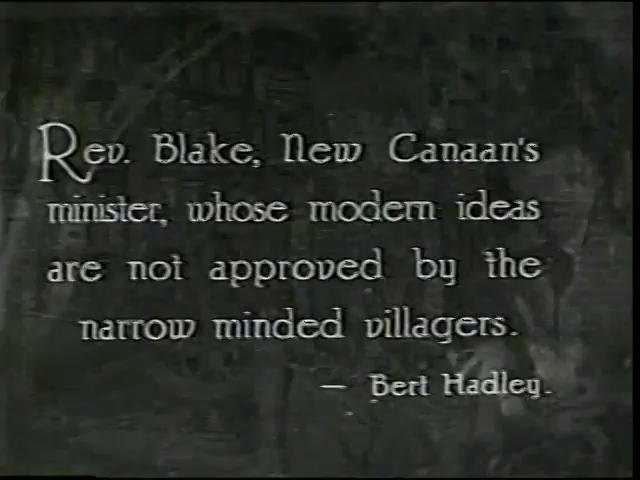 Rev. Blake, New Canaan's
minister, whose modern ideas
are not approved by the
narrow minded villagers.
— Bert Hadley.